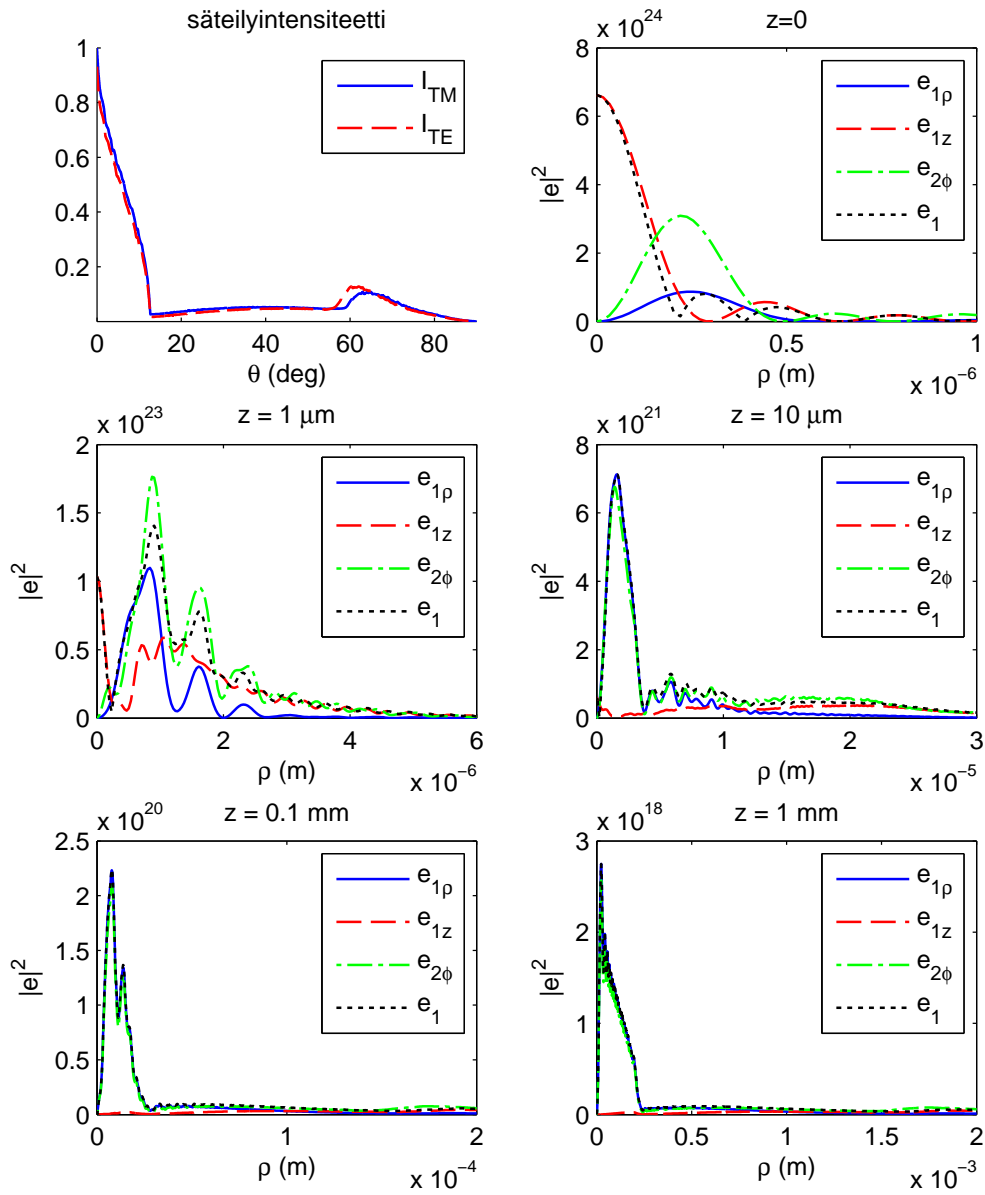 säteilyintensiteetti
1
0.8
0.6
0.4
0.2
0 20 40 60 80
θ (deg)
I_TM
I_TE
x 10^24
z=0
8
6
4
2
0
0 0.5 1
|e|^2
ρ (m)
x 10^−6
e_1ρ
e_1z
e_2ϕ
e_1
x 10^23
z = 1 μm
2
1.5
1
0.5
0
0 2 4 6
|e|^2
ρ (m)
x 10^−6
e_1ρ
e_1z
e_2ϕ
e_1
x 10^21
z = 10 μm
8
6
4
2
0
0 1 2 3
|e|^2
ρ (m)
x 10^−5
e_1ρ
e_1z
e_2ϕ
e_1
x 10^20
z = 0.1 mm
2.5
2
1.5
1
0.5
0
0 1 2
|e|^2
ρ (m)
x 10^−4
e_1ρ
e_1z
e_2ϕ
e_1
x 10^18
z = 1 mm
3
2
1
0
0 0.5 1 1.5 2
|e|^2
ρ (m)
x 10^−3
e_1ρ
e_1z
e_2ϕ
e_1